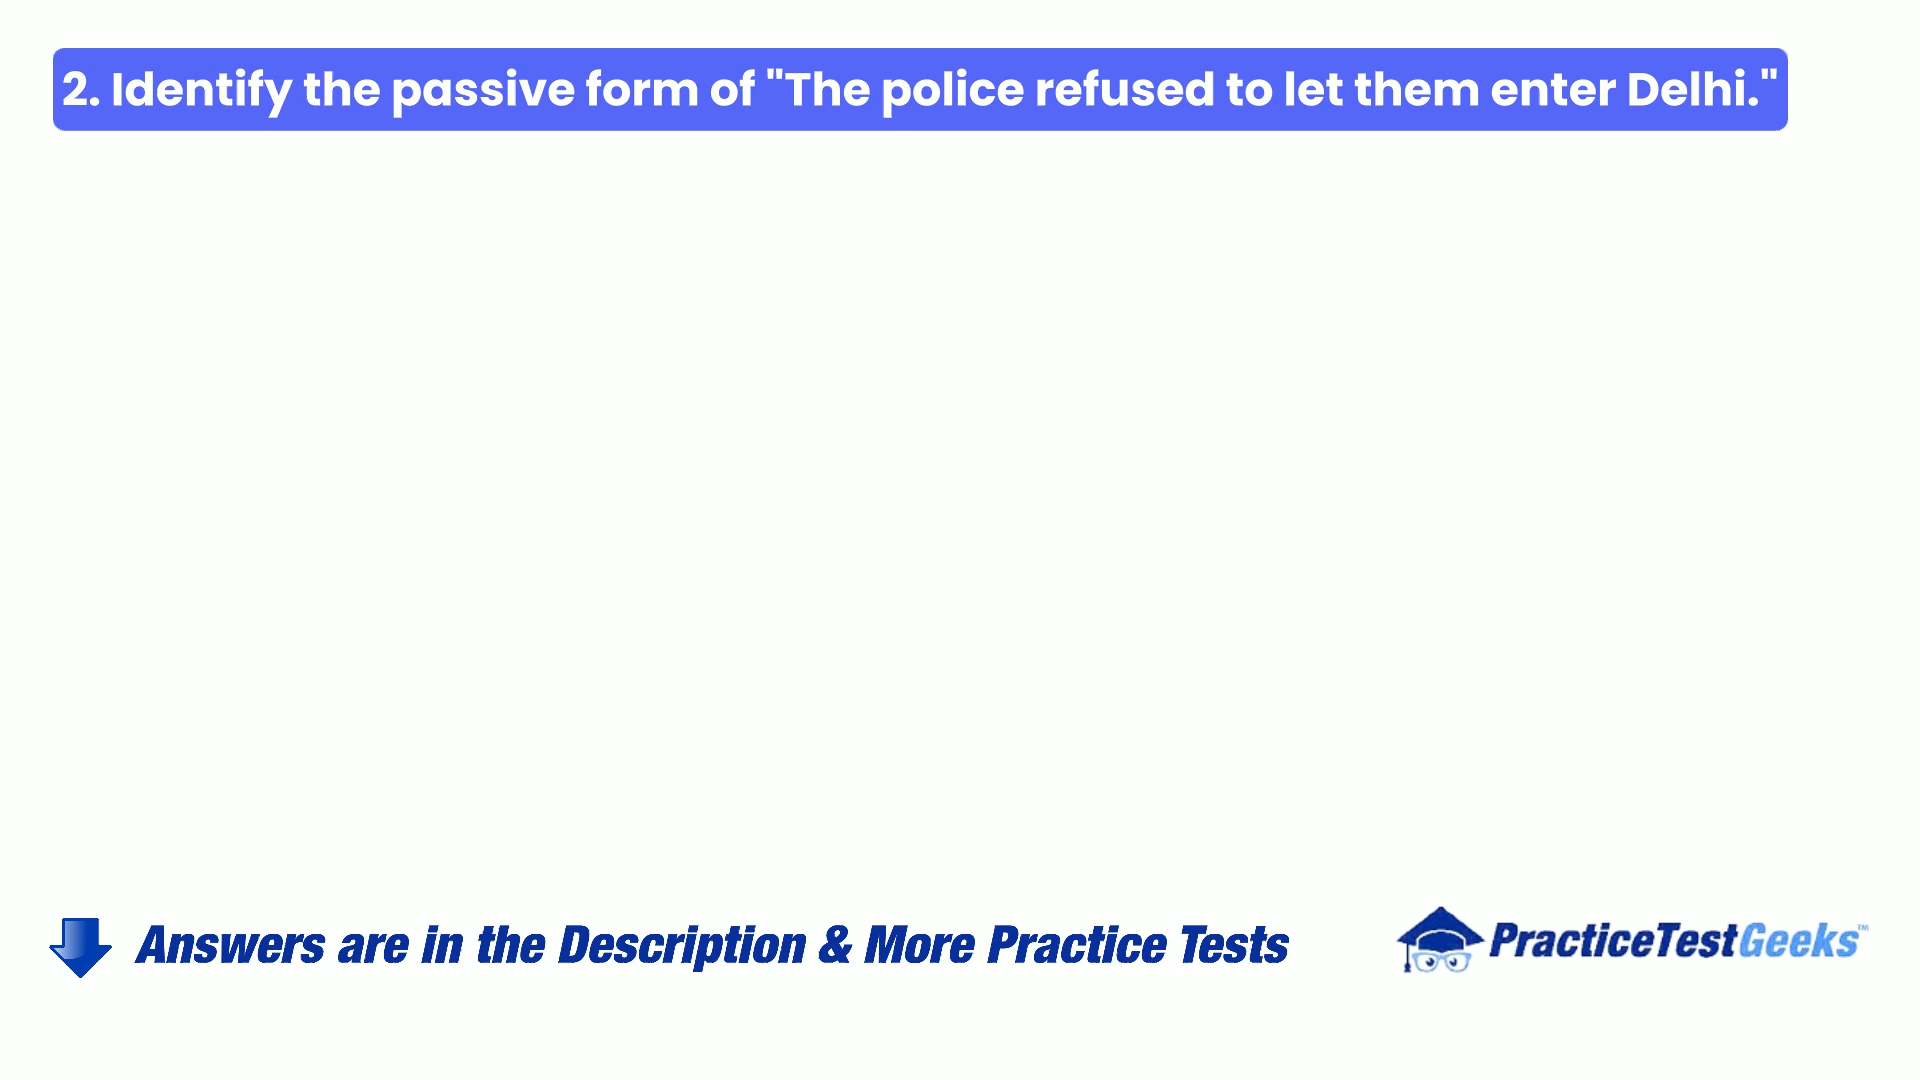 2. Identify the passive form of "The police refused to let them enter Delhi."
Answers are in the Description & More Practice Tests
PracticeTestGeeks™